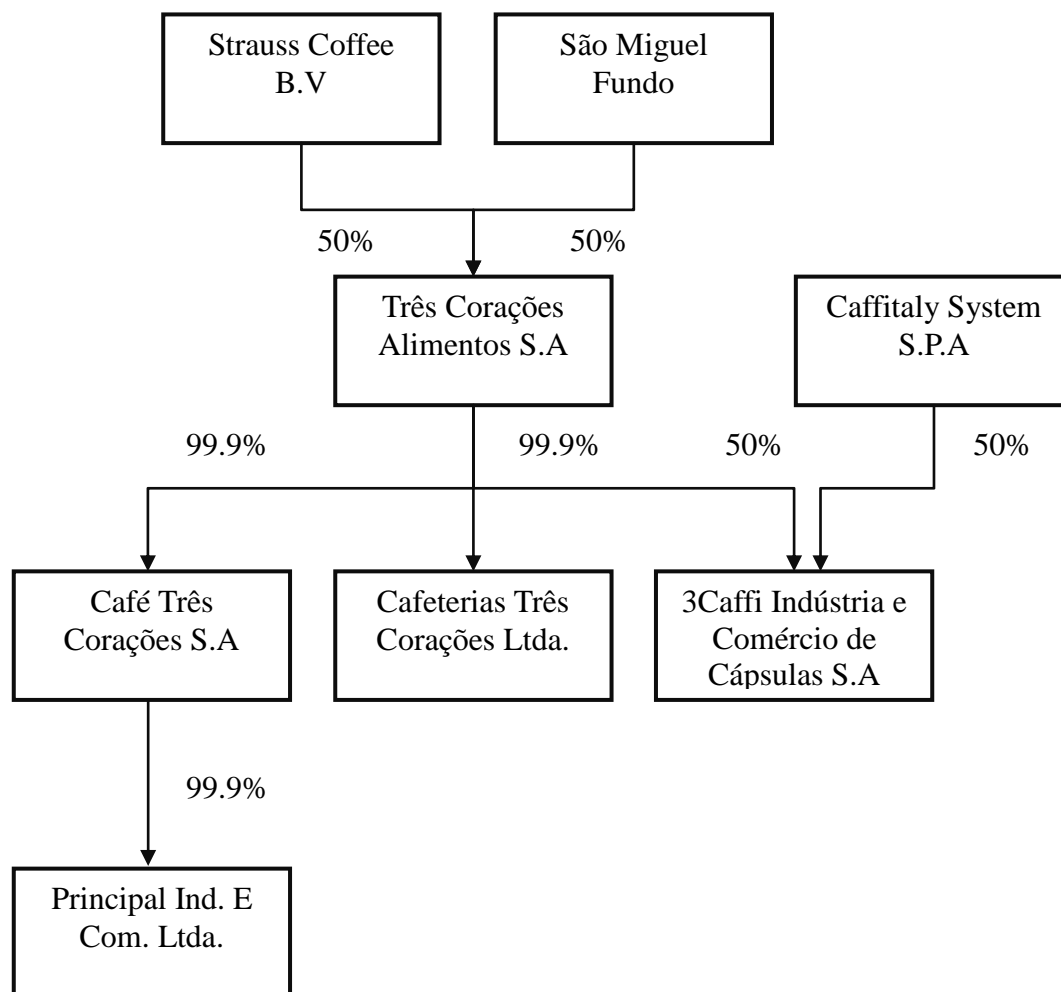 Strauss Coffee
B.V
São Miguel
Fundo
50%
50%
Três Corações
Alimentos S.A
Caffitaly System
S.P.A
99.9%
99.9%
50%
50%
Café Três
Corações S.A
Cafeterias Três
Corações Ltda.
3Caffi Indústria e
Comércio de
Cápsulas S.A
99.9%
Principal Ind. E
Com. Ltda.